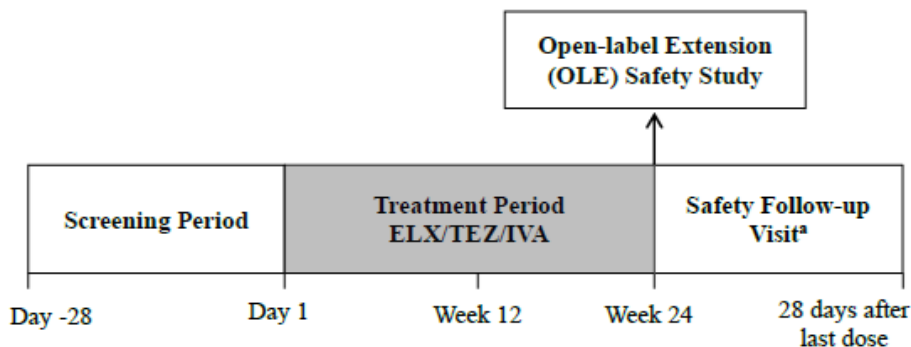 Open-label Extension
(OLE) Safety Study
Screening Period
Treatment Period
ELX/TEZ/IVA
Safety Follow-up
Visitᵃ
Day -28
Day 1
Week 12
Week 24
28 days after
last dose